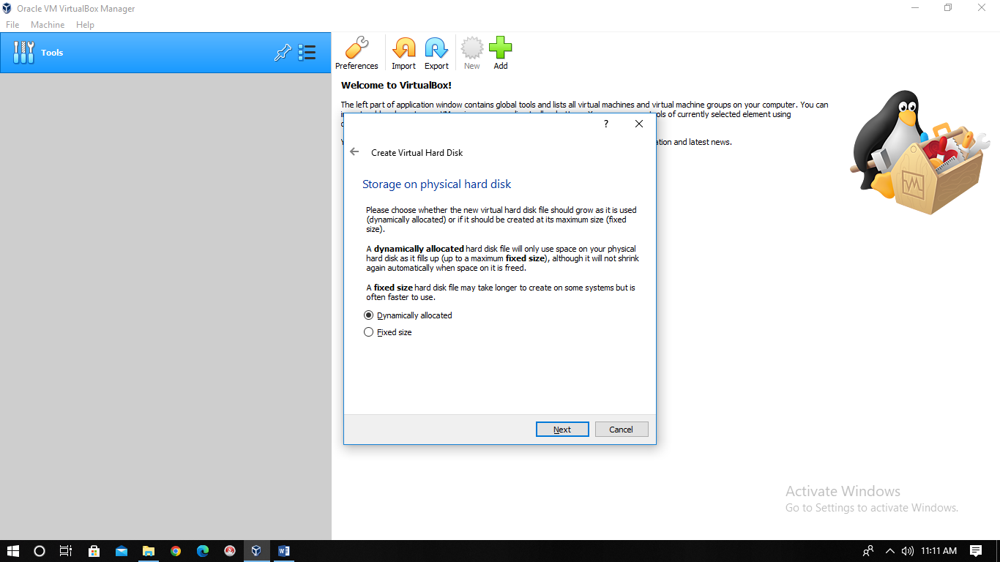 Oracle VM VirtualBox Manager
File Machine Help
Tools
Preferences Import Export New Add
Welcome to VirtualBox!
The left part of application window contains global tools and lists all virtual machines and virtual machine groups on your computer. You can
ols of currently selected element using
ation and latest news.
?
Create Virtual Hard Disk
Storage on physical hard disk
Please choose whether the new virtual hard disk file should grow as it is used
(dynamically allocated) or if it should be created at its maximum size (fixed
size).
A dynamically allocated hard disk file will only use space on your physical
hard disk as it fills up (up to a maximum fixed size), although it will not shrink
again automatically when space on it is freed.
A fixed size hard disk file may take longer to create on some systems but is
often faster to use.
Dynamically allocated
Fixed size
Next Cancel
Activate Windows
Go to Settings to activate Windows.
11:11 AM